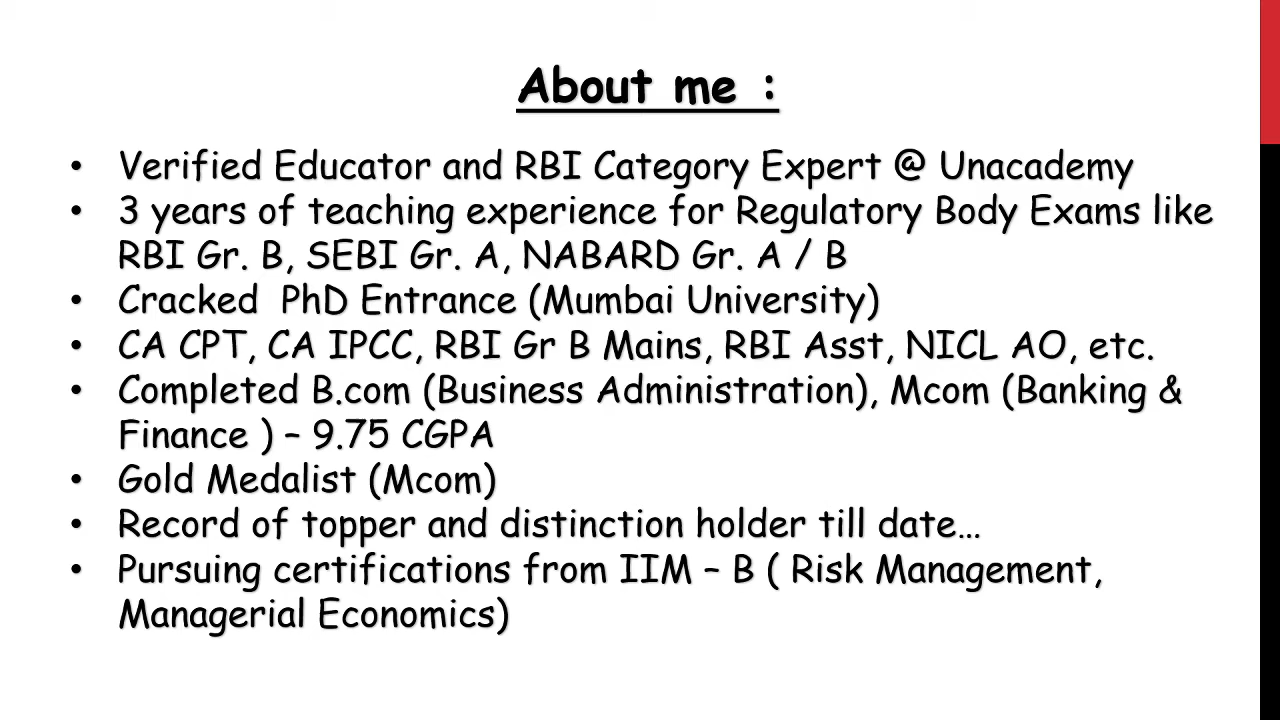 About me :
• Verified Educator and RBI Category Expert @ Unacademy
• 3 years of teaching experience for Regulatory Body Exams like
RBI Gr. B, SEBI Gr. A, NABARD Gr. A / B
• Cracked PhD Entrance (Mumbai University)
• CA CPT, CA IPCC, RBI Gr B Mains, RBI Asst, NICL AO, etc.
• Completed B.com (Business Administration), Mcom (Banking &
Finance ) – 9.75 CGPA
• Gold Medalist (Mcom)
• Record of topper and distinction holder till date…
• Pursuing certifications from IIM – B ( Risk Management,
Managerial Economics)